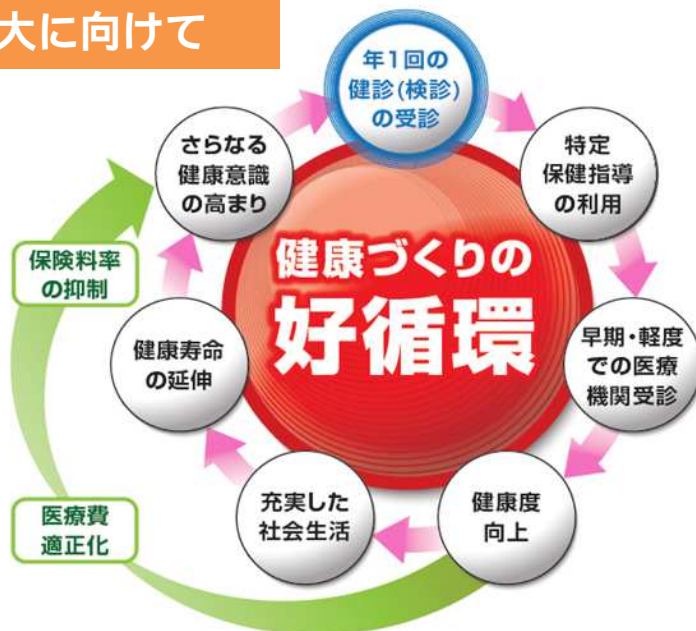 大に向けて
年1回の
健診(検診)
の受診
特定
保健指導
の利用
早期・軽度
での医療
機関受診
健康度
向上
充実した
社会生活
健康寿命
の延伸
さらなる
健康意識
の高まり
健康づくりの
好循環
保険料率
の抑制
医療費
適正化